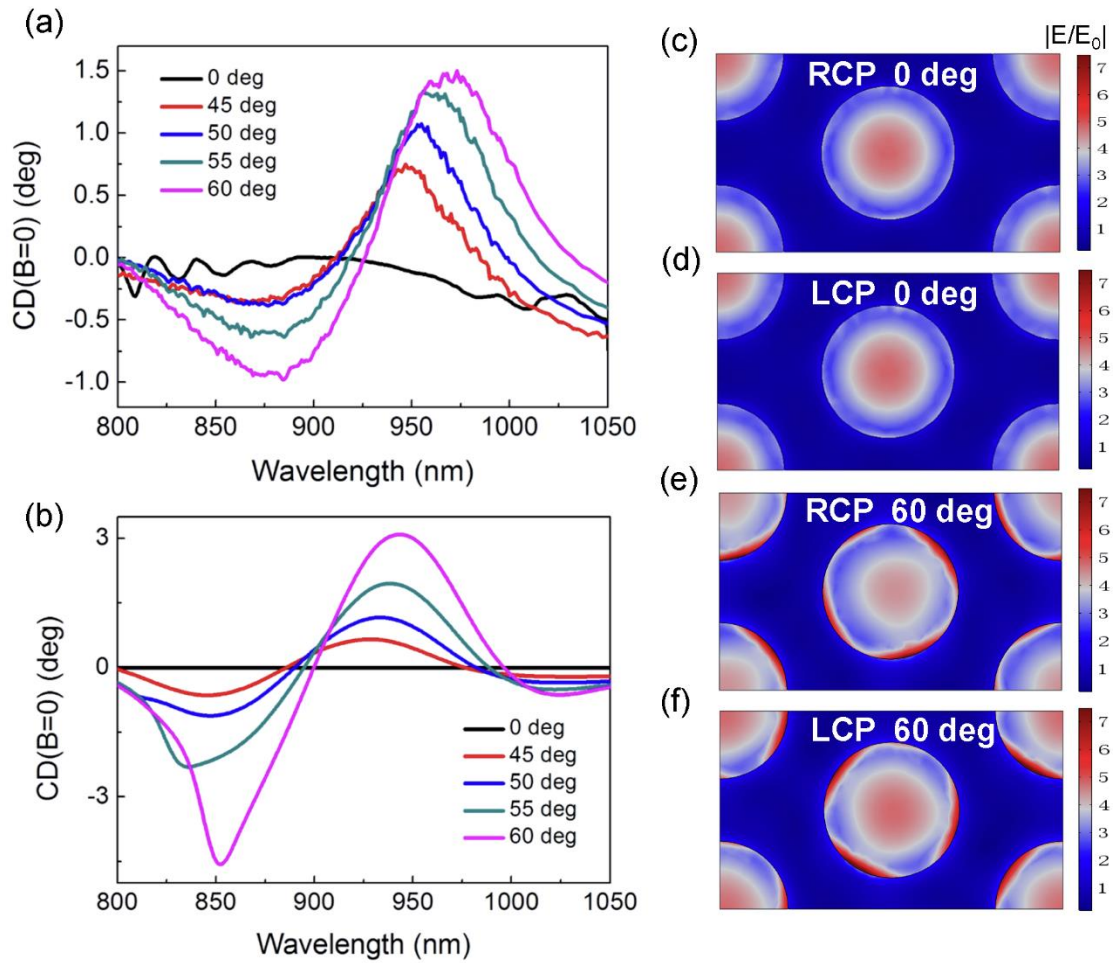 (a)
CD(B=0) (deg)
1.5
1.0
0.5
0.0
-0.5
-1.0
0 deg
45 deg
50 deg
55 deg
60 deg
800 850 900 950 1000 1050
Wavelength (nm)
(b)
CD(B=0) (deg)
3
0
-3
0 deg
45 deg
50 deg
55 deg
60 deg
800 850 900 950 1000 1050
Wavelength (nm)
|E/E₀|
(c)
RCP 0 deg
7
6
5
4
3
2
1
(d)
LCP 0 deg
7
6
5
4
3
2
1
(e)
RCP 60 deg
7
6
5
4
3
2
1
(f)
LCP 60 deg
7
6
5
4
3
2
1